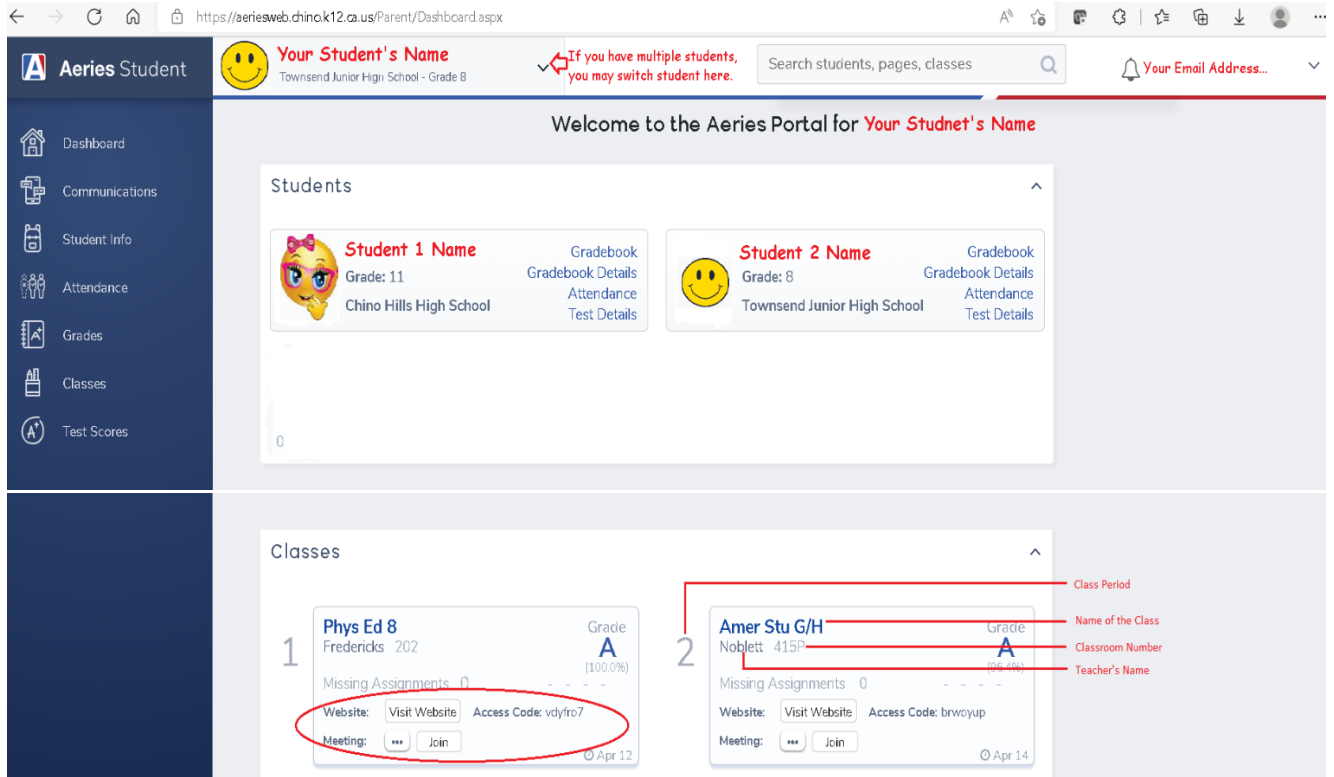 https://aeriesweb.chino.k12.ca.us/Parent/Dashboard.aspx
Aeries Student
Your Student's Name
Townsend Junior High School - Grade 8
If you have multiple students,
you may switch student here.
Search students, pages, classes
Your Email Address...
Welcome to the Aeries Portal for Your Studnet's Name
Dashboard
Communications
Student Info
Attendance
Grades
Classes
Test Scores
Students
Student 1 Name
Grade: 11
Chino Hills High School
Gradebook
Gradebook Details
Attendance
Test Details
Student 2 Name
Grade: 8
Townsend Junior High School
Gradebook
Gradebook Details
Attendance
Test Details
0
Classes
1
Phys Ed 8
Fredericks 202
Grade
A
(100.0%)
Missing Assignments 0
- - - - -
Website: Visit Website Access Code: vdyfro7
Meeting: ••• Join
Apr 12
2
Amer Stu G/H
Noblett 415P
Grade
A
(96.4%)
Missing Assignments 0
- - - - -
Website: Visit Website Access Code: brwoyup
Meeting: ••• Join
Apr 14
Class Period
Name of the Class
Classroom Number
Teacher's Name